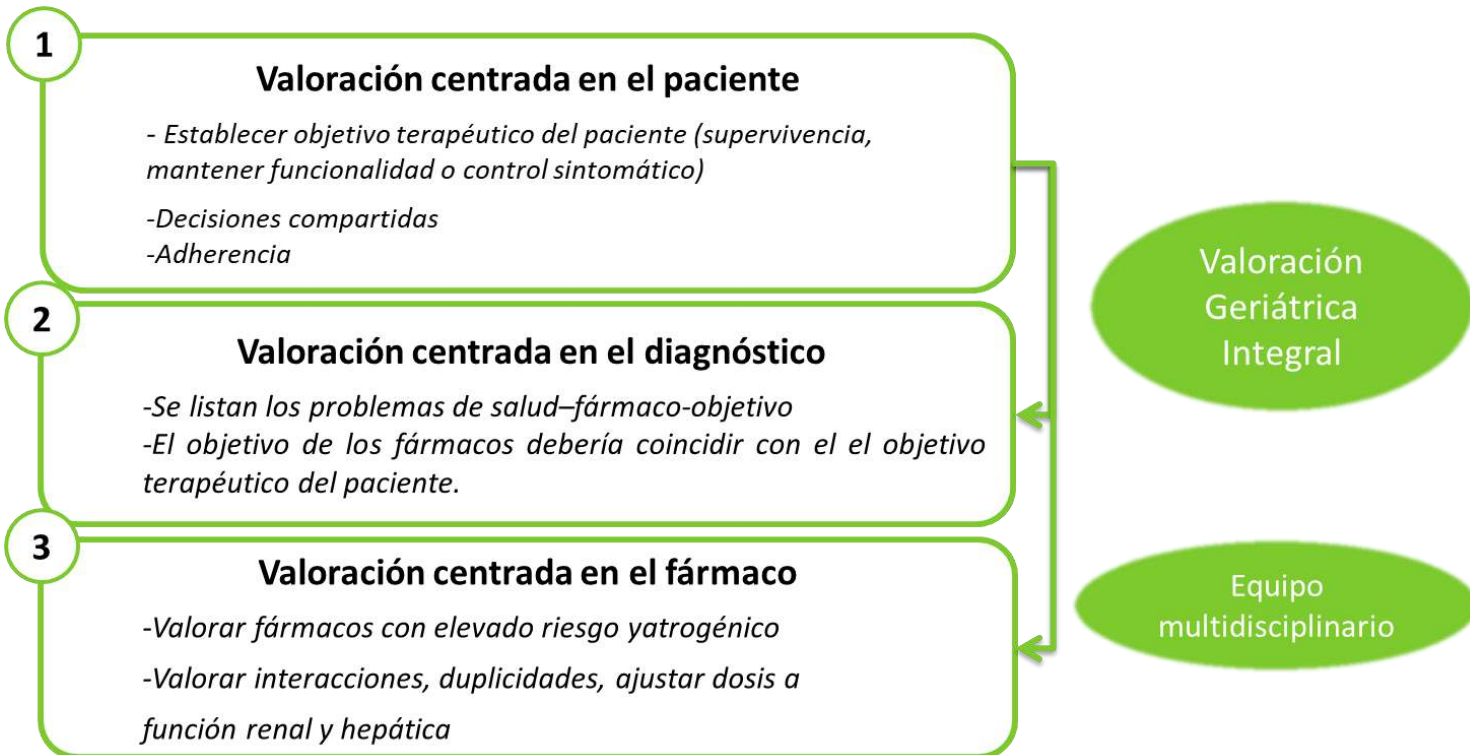 1
Valoración centrada en el paciente
- Establecer objetivo terapéutico del paciente (supervivencia,
mantener funcionalidad o control sintomático)
-Decisiones compartidas
-Adherencia
2
Valoración centrada en el diagnóstico
-Se listan los problemas de salud–fármaco-objetivo
-El objetivo de los fármacos debería coincidir con el el objetivo
terapéutico del paciente.
3
Valoración centrada en el fármaco
-Valorar fármacos con elevado riesgo yatrogénico
-Valorar interacciones, duplicidades, ajustar dosis a
función renal y hepática
Valoración
Geriátrica
Integral
Equipo
multidisciplinario